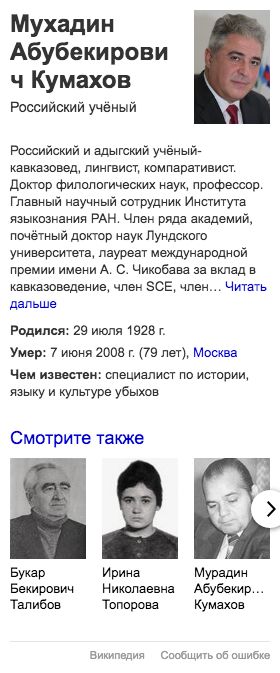 Мухадин
Абубекирови
ч Кумахов
Российский учёный
Российский и адыгский учёный-
кавказовед, лингвист, компаративист.
Доктор филологических наук, профессор.
Главный научный сотрудник Института
языкознания РАН. Член ряда академий,
почётный доктор наук Лундского
университета, лауреат международной
премии имени А. С. Чикобава за вклад в
кавказоведение, член SCE, член… Читать
дальше
Родился: 29 июля 1928 г.
Умер: 7 июня 2008 г. (79 лет), Москва
Чем известен: специалист по истории,
языку и культуре убыхов
Смотрите также
Букар
Бекирович
Талибов
Ирина
Николаевна
Топорова
Мурадин
Абубекир…
Кумахов
Википедия Сообщить об ошибке